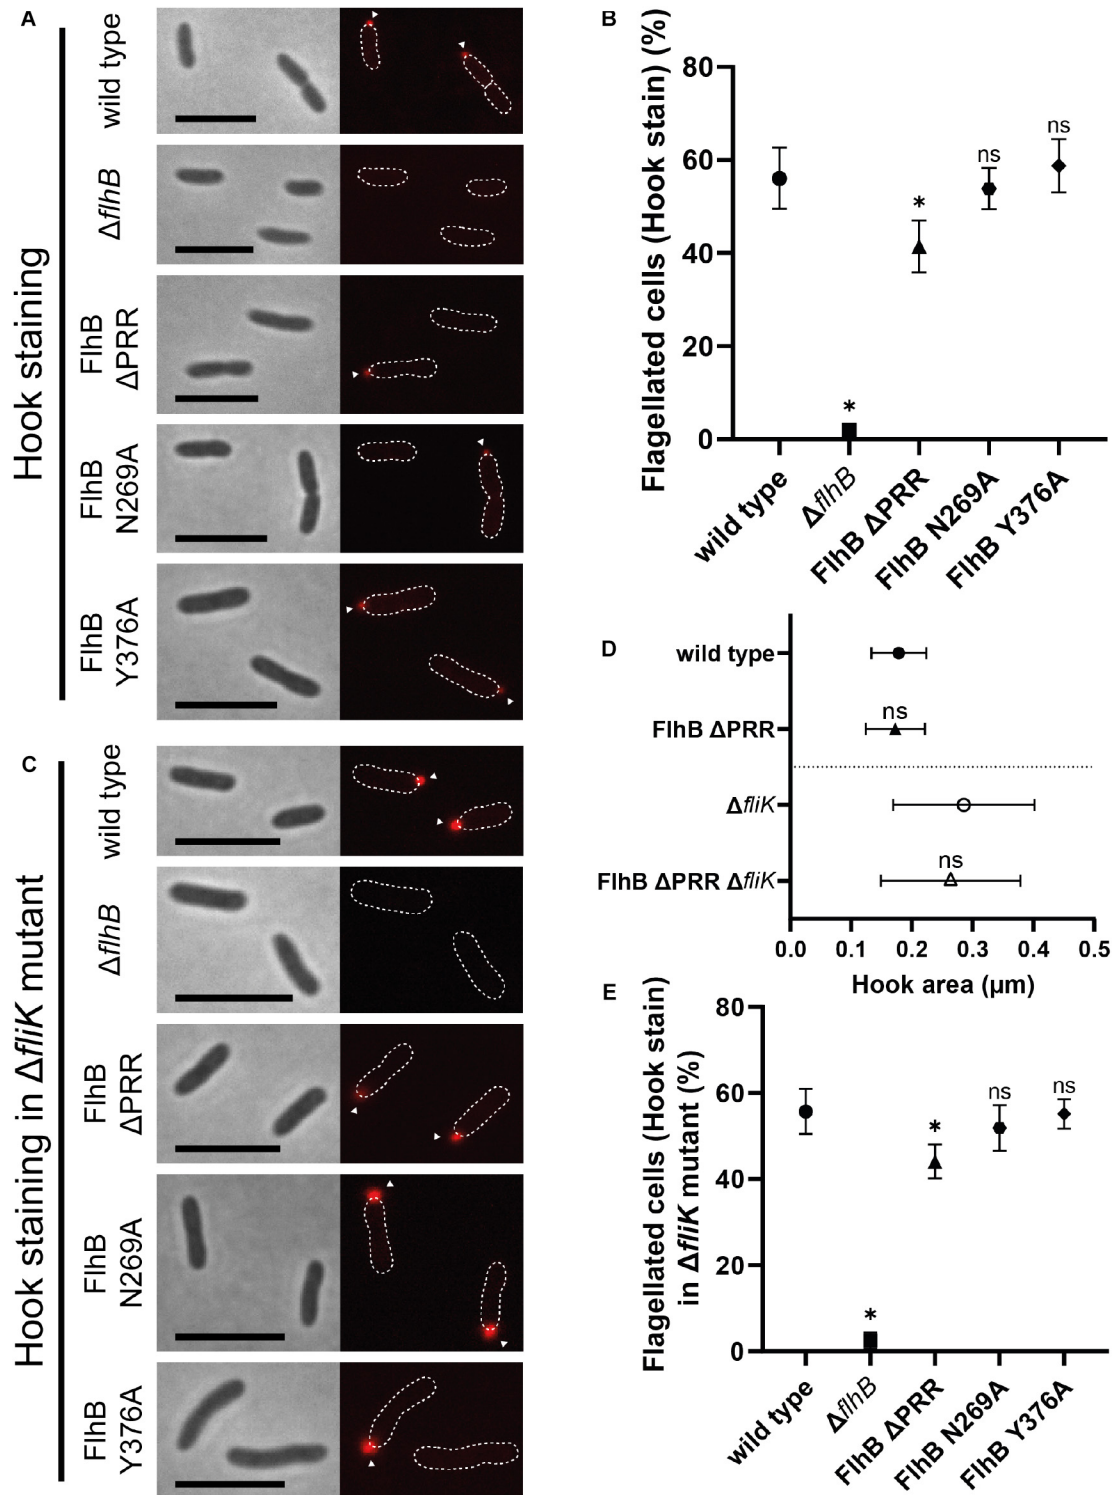 A
Hook staining
wild type
ΔflhB
FlhB
ΔPRR
FlhB
N269A
FlhB
Y376A
B
Flagellated cells (Hook stain) (%)
80
60
40
20
0
*
*
ns
ns
wild type
ΔflhB
FlhB ΔPRR
FlhB N269A
FlhB Y376A
C
Hook staining in ΔfliK mutant
wild type
ΔflhB
FlhB
ΔPRR
FlhB
N269A
FlhB
Y376A
D
wild type
FlhB ΔPRR
ns
ΔfliK
FlhB ΔPRR ΔfliK
ns
0.0 0.1 0.2 0.3 0.4 0.5
Hook area (μm)
E
Flagellated cells (Hook stain)
in ΔfliK mutant (%)
80
60
40
20
0
*
*
ns
ns
wild type
ΔflhB
FlhB ΔPRR
FlhB N269A
FlhB Y376A